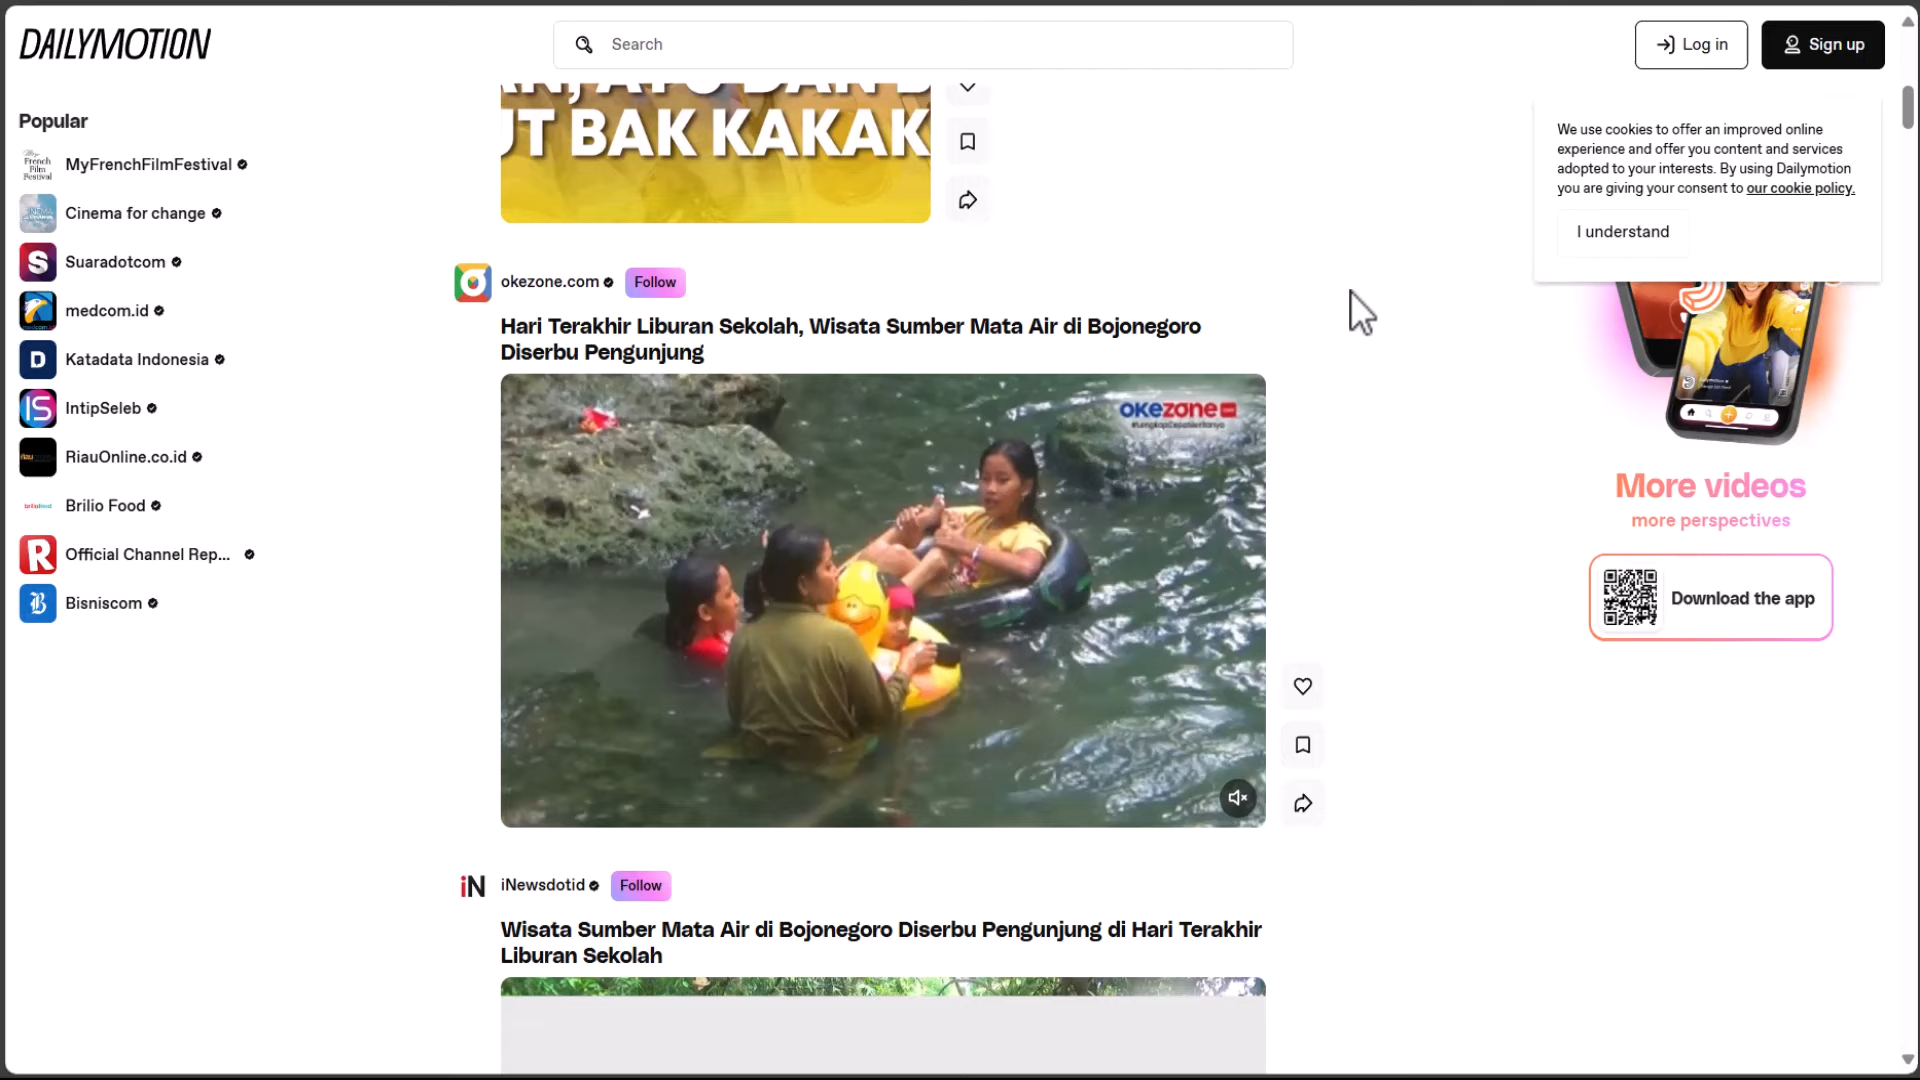 DAILYMOTION
Search
Log in
Sign up
Popular
MyFrenchFilmFestival
Cinema for change
Suaradotcom
medcom.id
Katadata Indonesia
IntipSeleb
RiauOnline.co.id
Brilio Food
Official Channel Rep...
Bisniscom
UT BAK KAKAK
okezone.com
Follow
Hari Terakhir Liburan Sekolah, Wisata Sumber Mata Air di Bojonegoro
Diserbu Pengunjung
OKEZONE
iN
iNewsdotid
Follow
Wisata Sumber Mata Air di Bojonegoro Diserbu Pengunjung di Hari Terakhir
Liburan Sekolah
We use cookies to offer an improved online
experience and offer you content and services
adopted to your interests. By using Dailymotion
you are giving your consent to our cookie policy.
I understand
More videos
more perspectives
Download the app